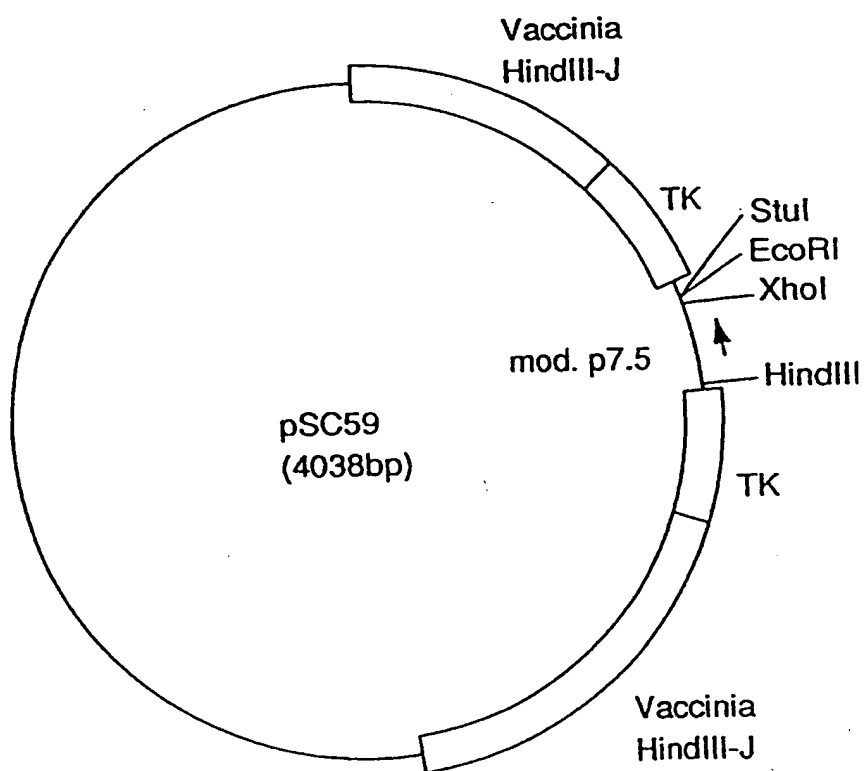 Vaccinia
HindIII-J
TK
StuI
EcoRI
XhoI
mod. p7.5
HindIII
pSC59
(4038bp)
TK
Vaccinia
HindIII-J